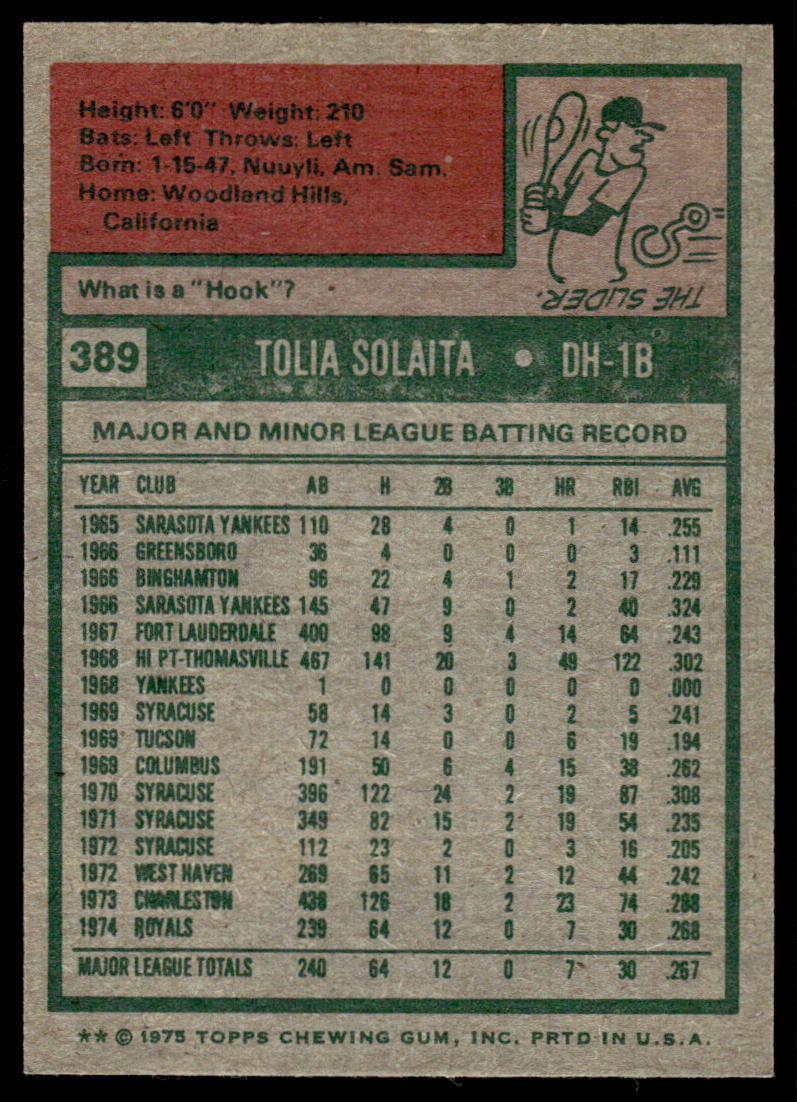 Height: 6'0" Weight: 210
Bats: Left Throws: Left
Born: 1-15-47, Nuuyli, Am. Sam.
Home: Woodland Hills,
California
What is a "Hook"?
THE SLIDER.
389 TOLIA SOLAITA • DH-1B
MAJOR AND MINOR LEAGUE BATTING RECORD
YEAR CLUB AB H 2B 3B HR RBI AVG
1965 SARASOTA YANKEES 110 28 4 0 1 14 .255
1966 GREENSBORO 36 4 0 0 0 3 .111
1966 BINGHAMTON 96 22 4 1 2 17 .229
1966 SARASOTA YANKEES 145 47 9 0 2 40 .324
1967 FORT LAUDERDALE 400 98 9 4 14 64 .243
1968 HI PT-THOMASVILLE 467 141 20 3 49 122 .302
1968 YANKEES 1 0 0 0 0 0 .000
1969 SYRACUSE 58 14 3 0 2 5 .241
1969 TUCSON 72 14 0 0 6 19 .194
1969 COLUMBUS 191 50 6 4 15 38 .262
1970 SYRACUSE 396 122 24 2 19 87 .308
1971 SYRACUSE 349 82 15 2 19 54 .235
1972 SYRACUSE 112 23 2 0 3 16 .205
1972 WEST HAVEN 269 65 11 2 12 44 .242
1973 CHARLESTON 438 126 18 2 23 74 .288
1974 ROYALS 239 64 12 0 7 30 .268
MAJOR LEAGUE TOTALS 240 64 12 0 7 30 .267
** © 1975 TOPPS CHEWING GUM, INC. PRTD IN U.S.A.